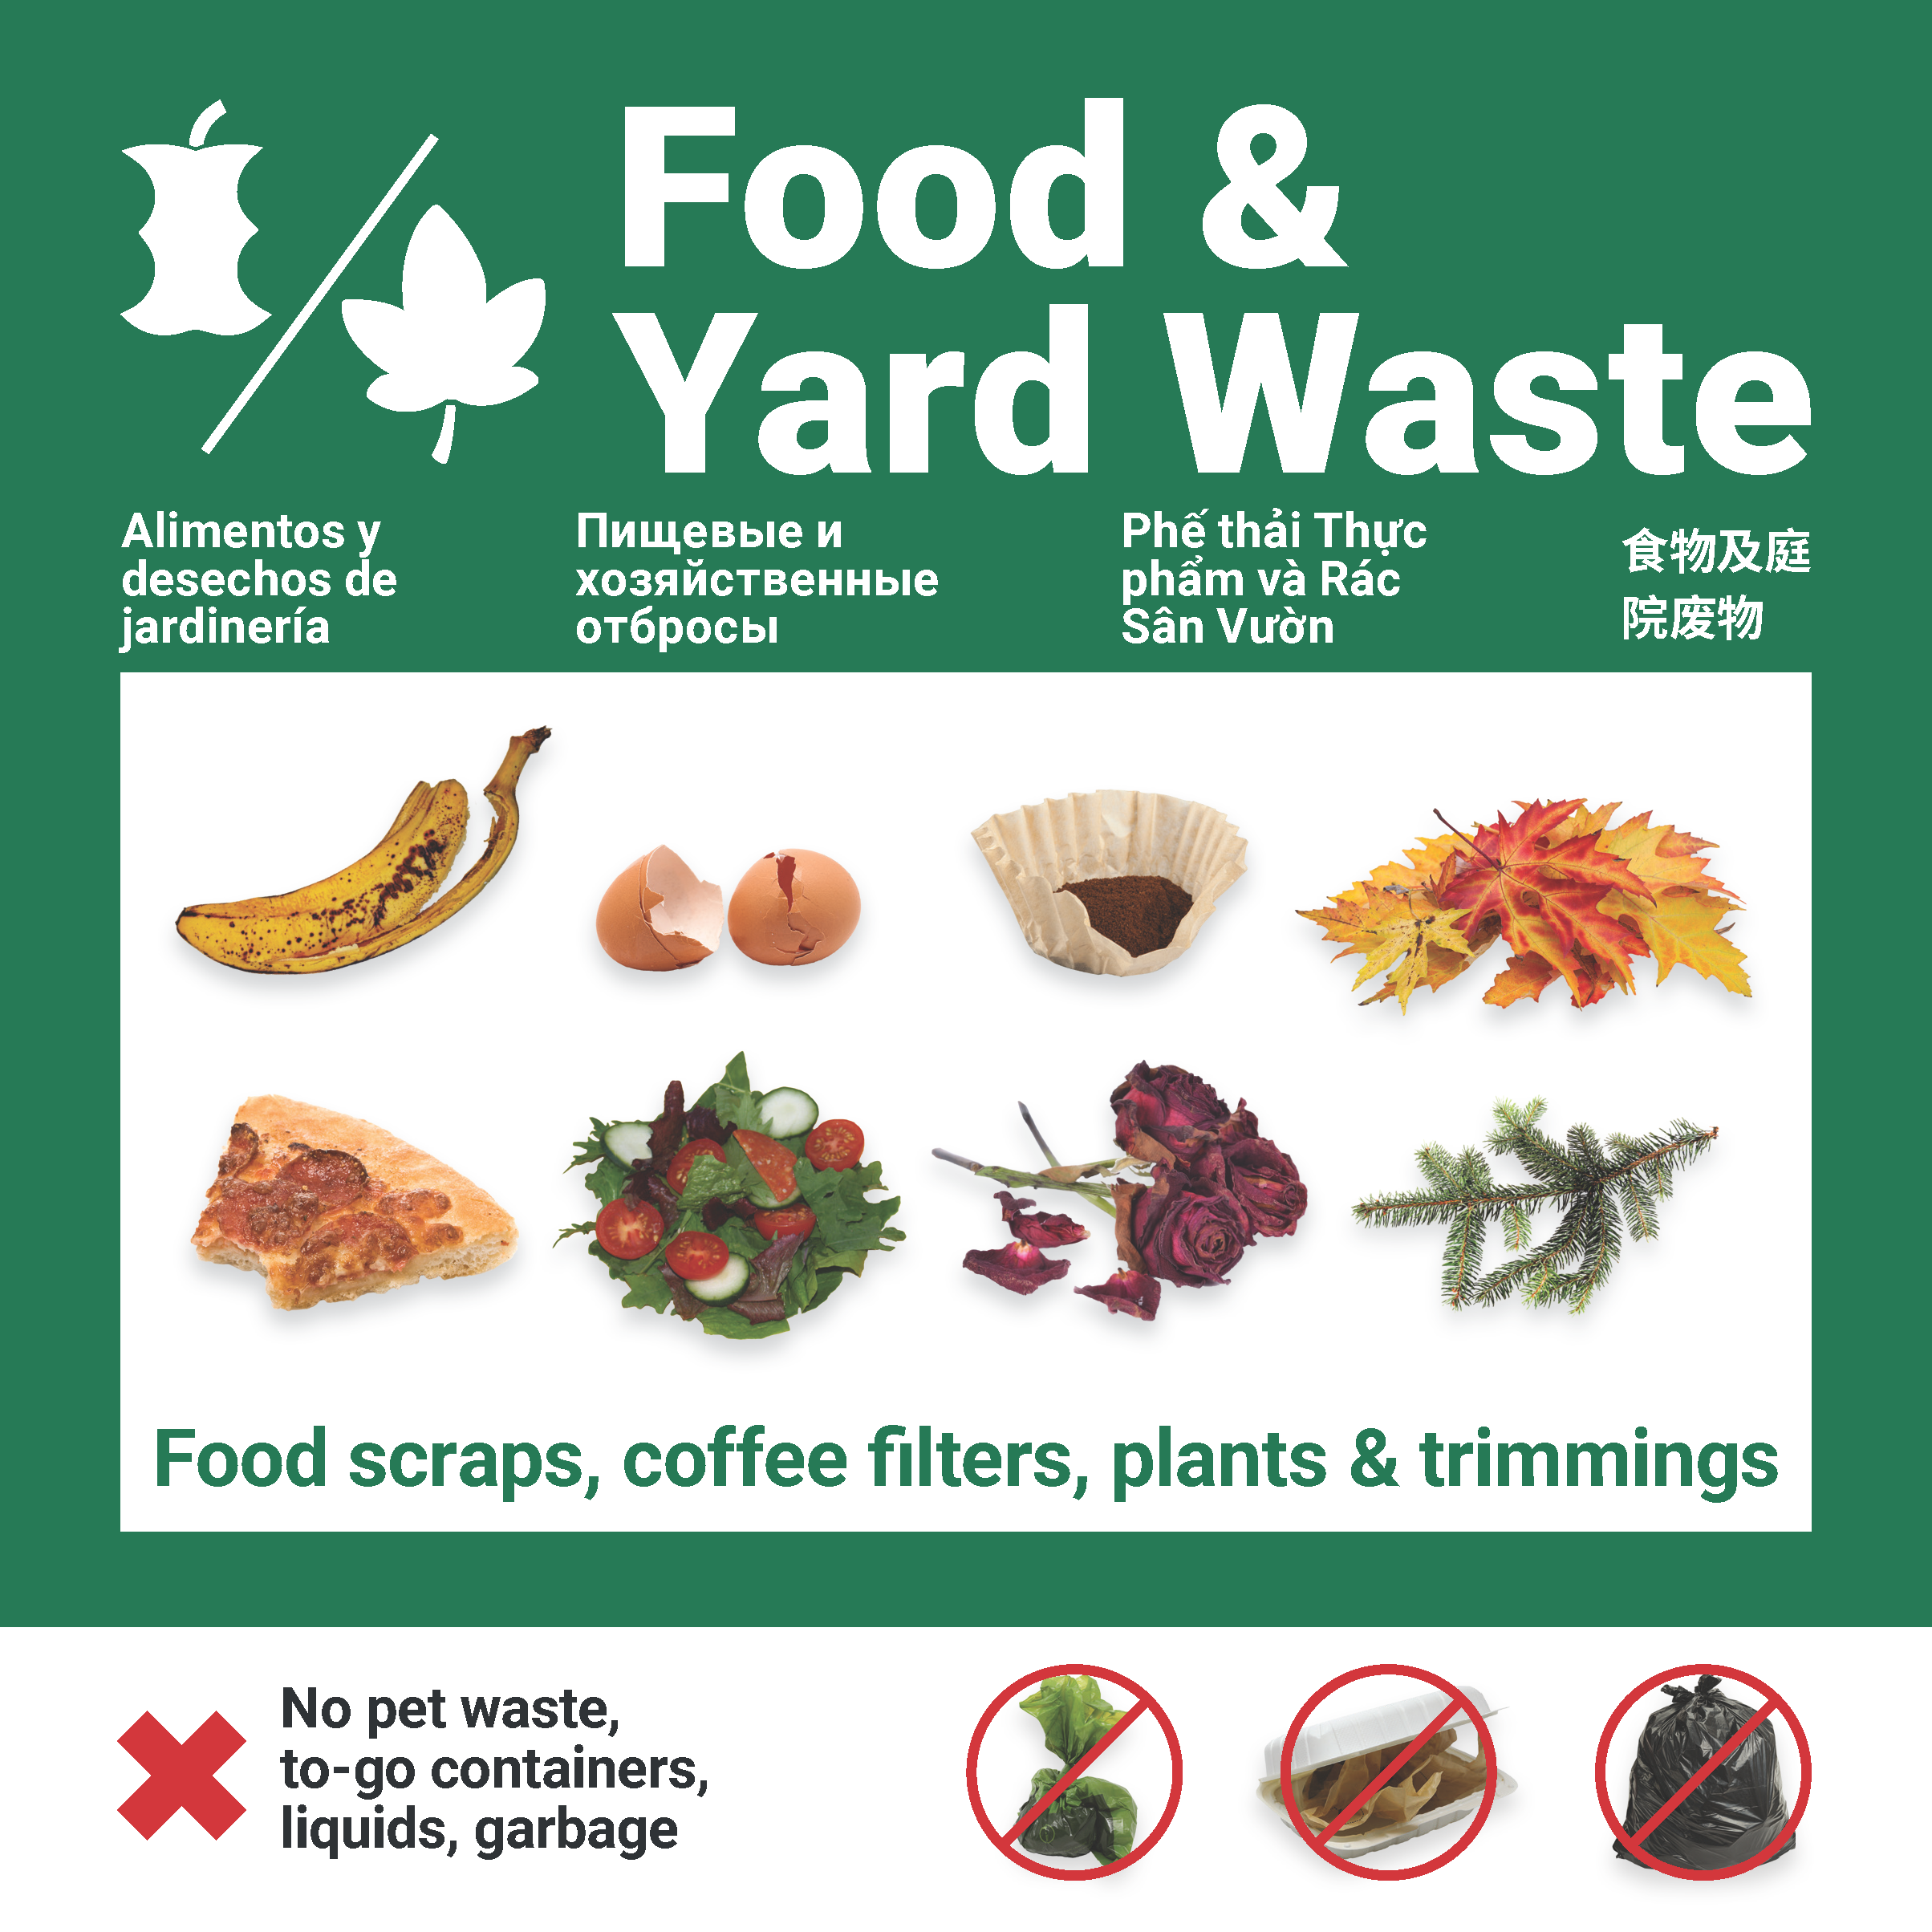 Food &
Yard Waste
Alimentos y
desechos de
jardinería
Пищевые и
хозяйственные
отбросы
Phế thải Thực
phẩm và Rác
Sân Vườn
食物及庭
院废物
Food scraps, coffee filters, plants & trimmings
No pet waste,
to-go containers,
liquids, garbage